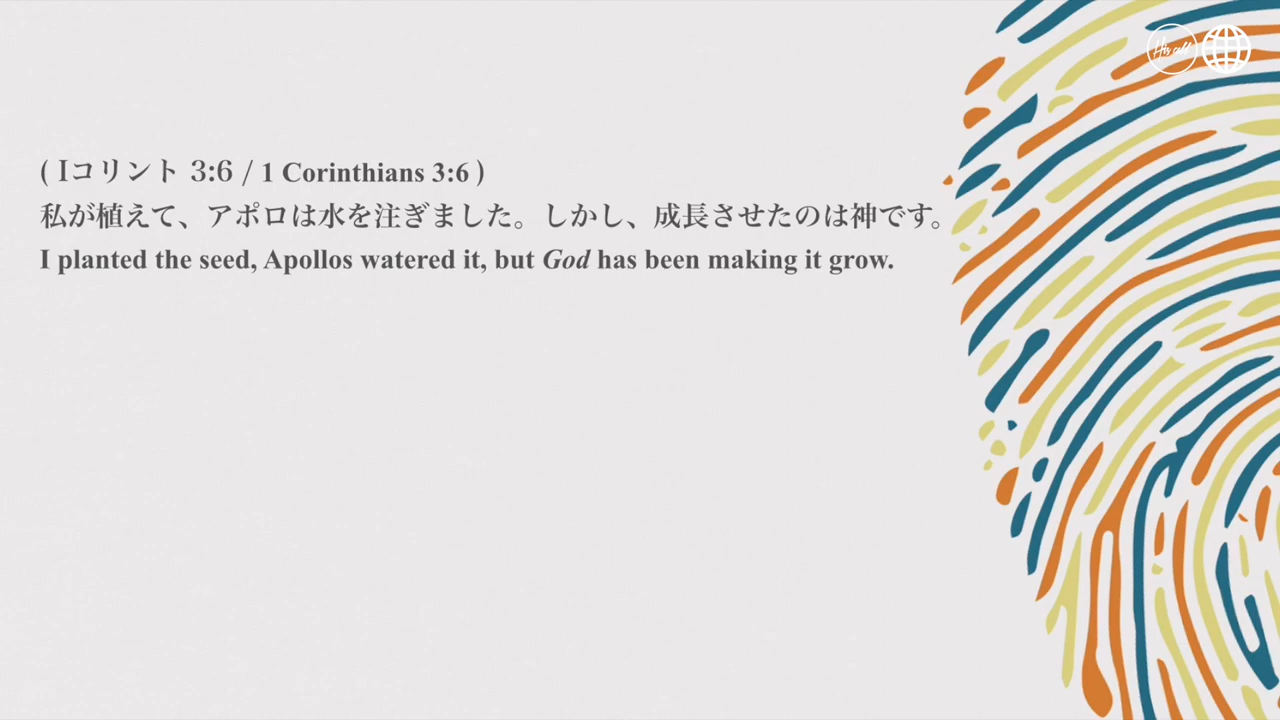 His call
( Iコリント 3:6 / 1 Corinthians 3:6 )
私が植えて、アポロは水を注ぎました。しかし、成長させたのは神です。
I planted the seed, Apollos watered it, but God has been making it grow.